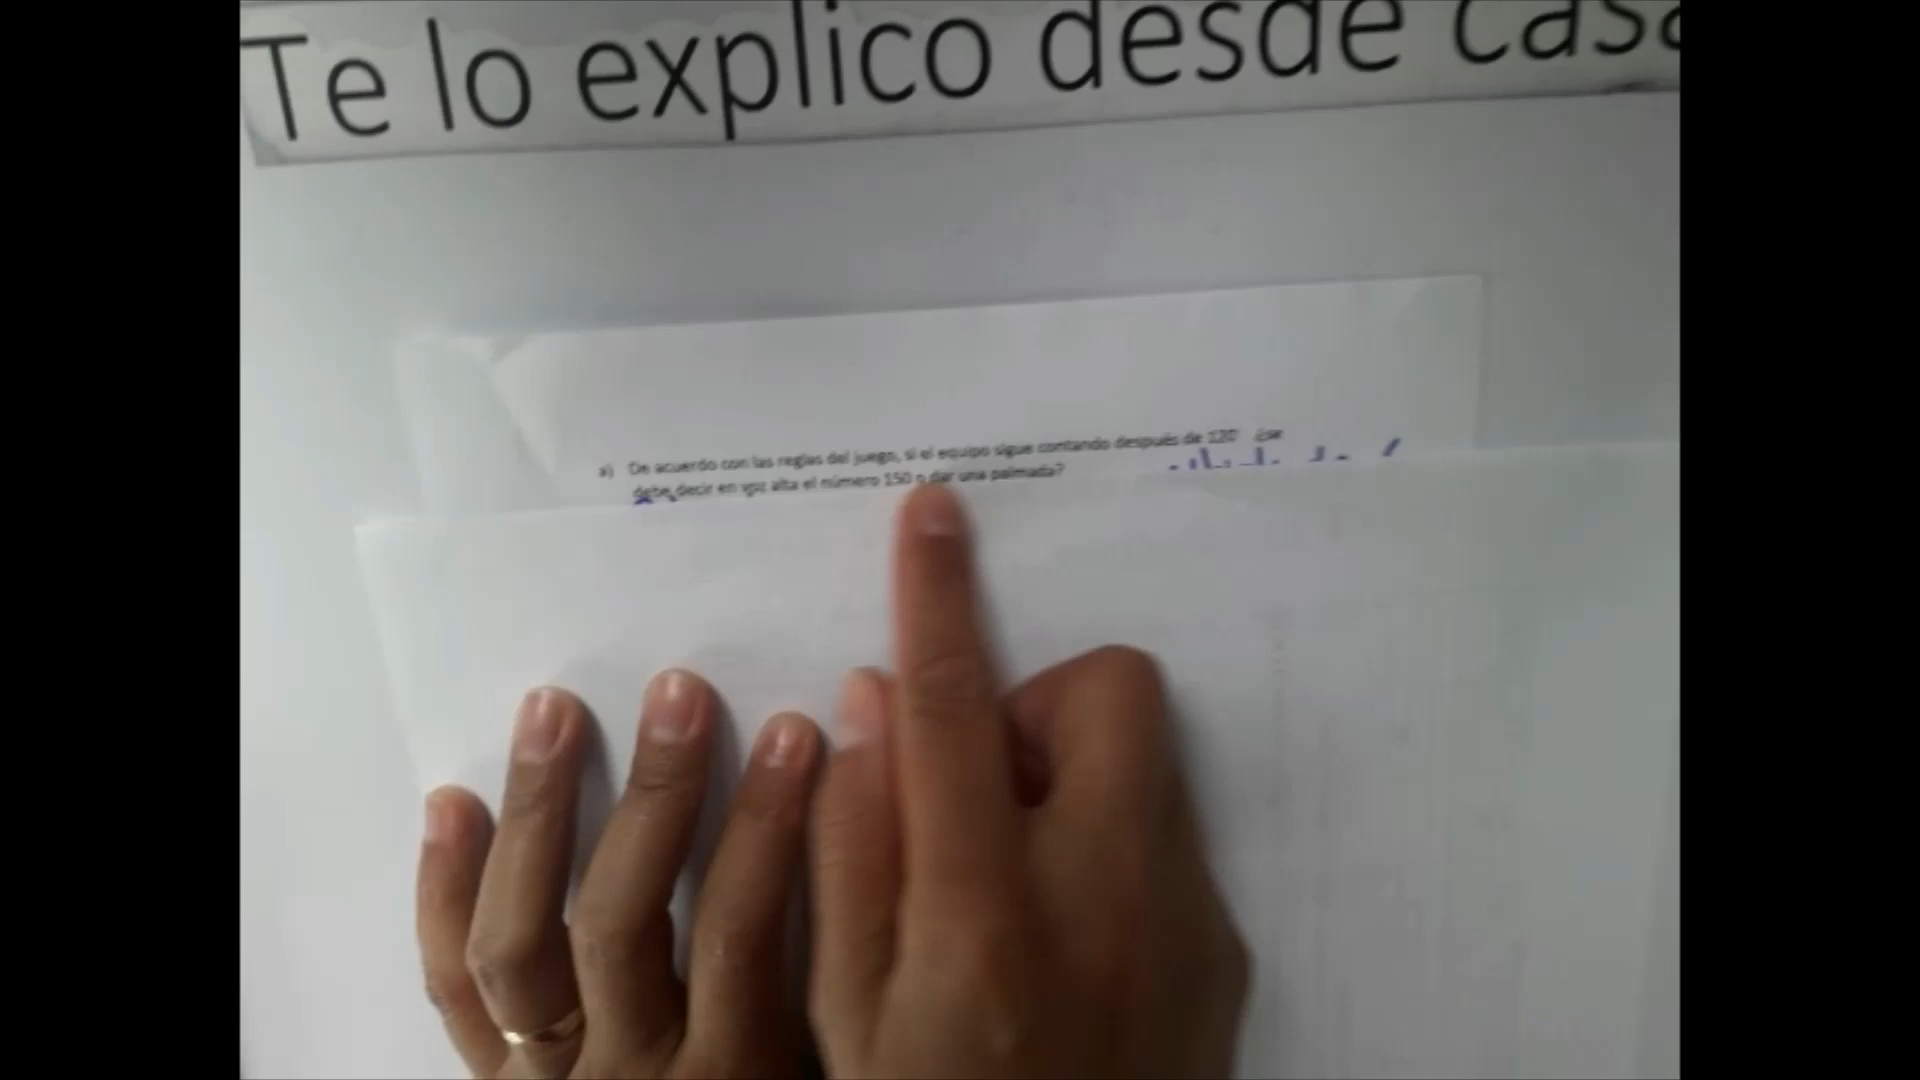 Te lo explico desde casa
a) De acuerdo con las reglas del juego, si el equipo sigue contando después de 120 ¿se
debe decir en voz alta el número 150 o dar una palmada?